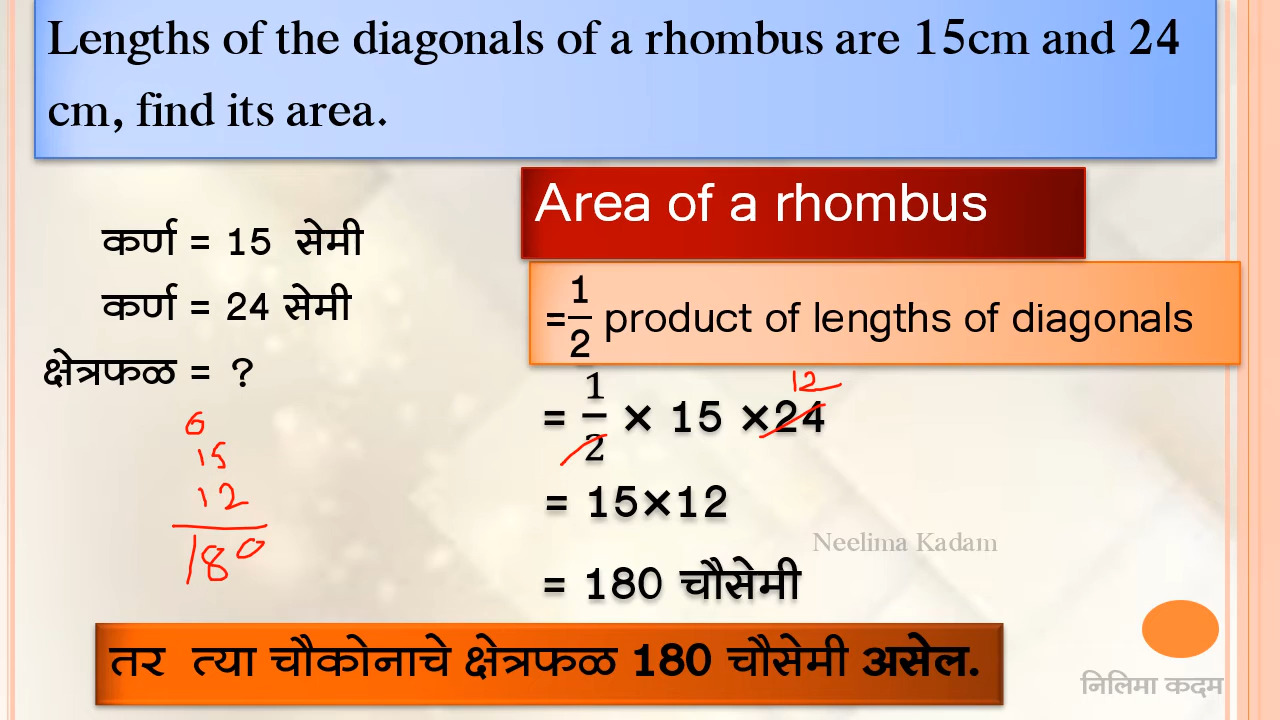 Lengths of the diagonals of a rhombus are 15cm and 24
cm, find its area.
Area of a rhombus
=1/2 product of lengths of diagonals
कर्ण = 15 सेमी
कर्ण = 24 सेमी
क्षेत्रफळ = ?
12
= 1/2 × 15 ×24
= 15×12
= 180 चौसेमी
6
15
12
180
Neelima Kadam
तर त्या चौकोनाचे क्षेत्रफळ 180 चौसेमी असेल.
निलिमा कदम